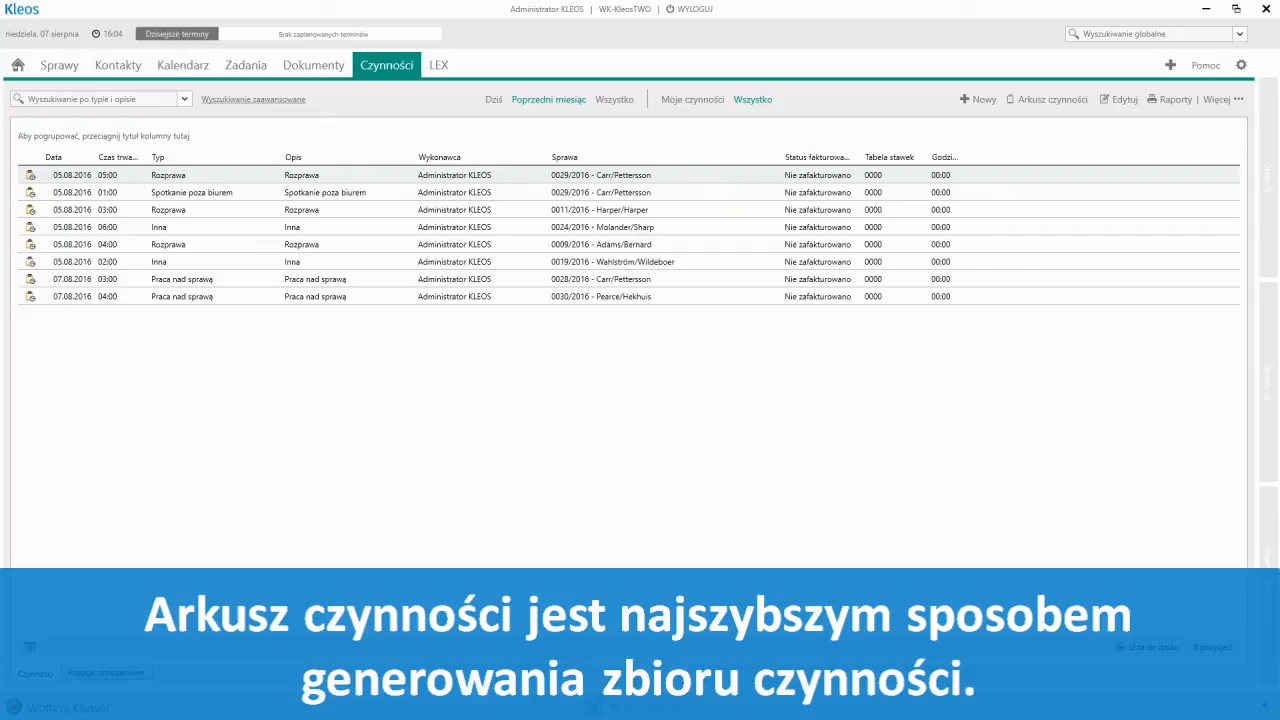 Kleos
Administrator KLEOS | WK-KleosTWO | WYLOGUJ
niedziela, 07 sierpnia 16:04 Dzisiejsze terminy Brak zaplanowanych terminów Wyszukiwanie globalne
Sprawy Kontakty Kalendarz Zadania Dokumenty Czynności LEX Pomoc
Wyszukiwanie po typie i opisie Wyszukiwanie zaawansowane Dziś Poprzedni miesiąc Wszystko | Moje czynności Wszystko Nowy Arkusz czynności Edytuj Raporty | Więcej •••
Aby pogrupować, przeciągnij tytuł kolumny tutaj
Data Czas trwa... Typ Opis Wykonawca Sprawa Status fakturowa... Tabela stawek Godzi...
05.08.2016 05:00 Rozprawa Rozprawa Administrator KLEOS 0029/2016 - Carr/Pettersson Nie zafakturowano 0000 00:00
05.08.2016 01:00 Spotkanie poza biurem Spotkanie poza biurem Administrator KLEOS 0029/2016 - Carr/Pettersson Nie zafakturowano 0000 00:00
05.08.2016 03:00 Rozprawa Rozprawa Administrator KLEOS 0011/2016 - Harper/Harper Nie zafakturowano 0000 00:00
05.08.2016 06:00 Inna Inna Administrator KLEOS 0024/2016 - Molander/Sharp Nie zafakturowano 0000 00:00
05.08.2016 04:00 Rozprawa Rozprawa Administrator KLEOS 0009/2016 - Adams/Bernard Nie zafakturowano 0000 00:00
05.08.2016 02:00 Inna Inna Administrator KLEOS 0019/2016 - Wahlström/Wildeboer Nie zafakturowano 0000 00:00
07.08.2016 03:00 Praca nad sprawą Praca nad sprawą Administrator KLEOS 0028/2016 - Carr/Pettersson Nie zafakturowano 0000 00:00
07.08.2016 04:00 Praca nad sprawą Praca nad sprawą Administrator KLEOS 0030/2016 - Pearce/Hekhuis Nie zafakturowano 0000 00:00
Arkusz czynności jest najszybszym sposobem
generowania zbioru czynności.
Lista do druku 8 pozycje/i
Czynności Pozycje rozliczeniowe
Wolters Kluwer